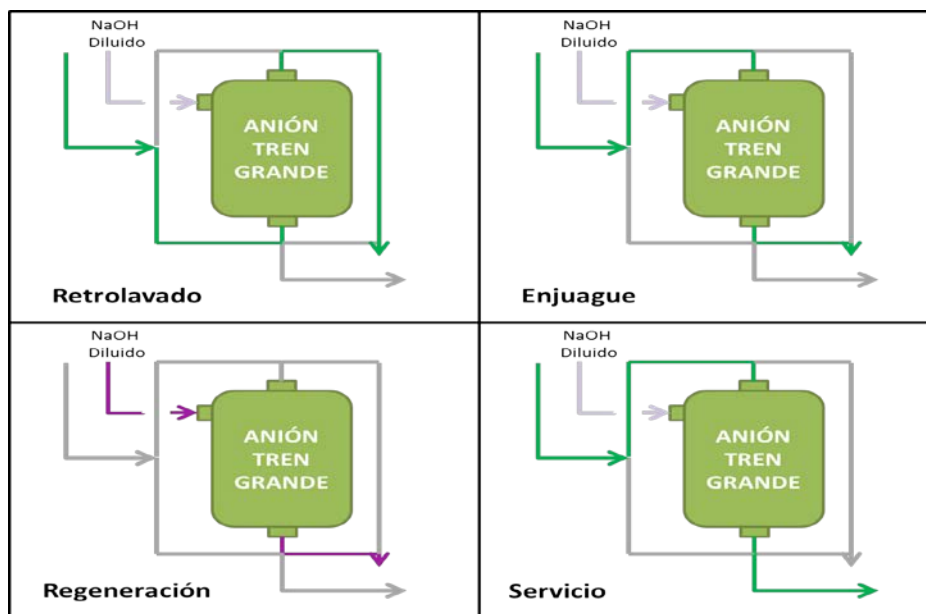 NaOH
Diluido
ANIÓN
TREN
GRANDE
Retrolavado
NaOH
Diluido
ANIÓN
TREN
GRANDE
Enjuague
NaOH
Diluido
ANIÓN
TREN
GRANDE
Regeneración
NaOH
Diluido
ANIÓN
TREN
GRANDE
Servicio